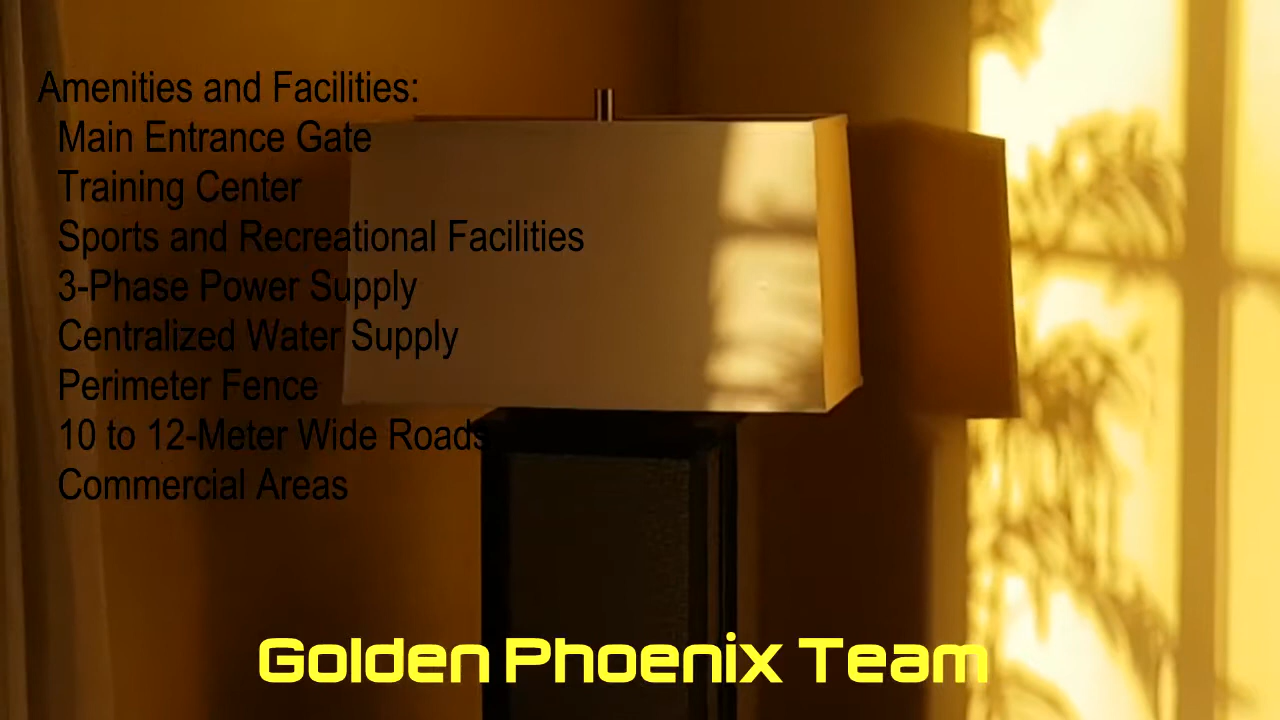 Amenities and Facilities:
Main Entrance Gate
Training Center
Sports and Recreational Facilities
3-Phase Power Supply
Centralized Water Supply
Perimeter Fence
10 to 12-Meter Wide Roads
Commercial Areas
Golden Phoenix Team